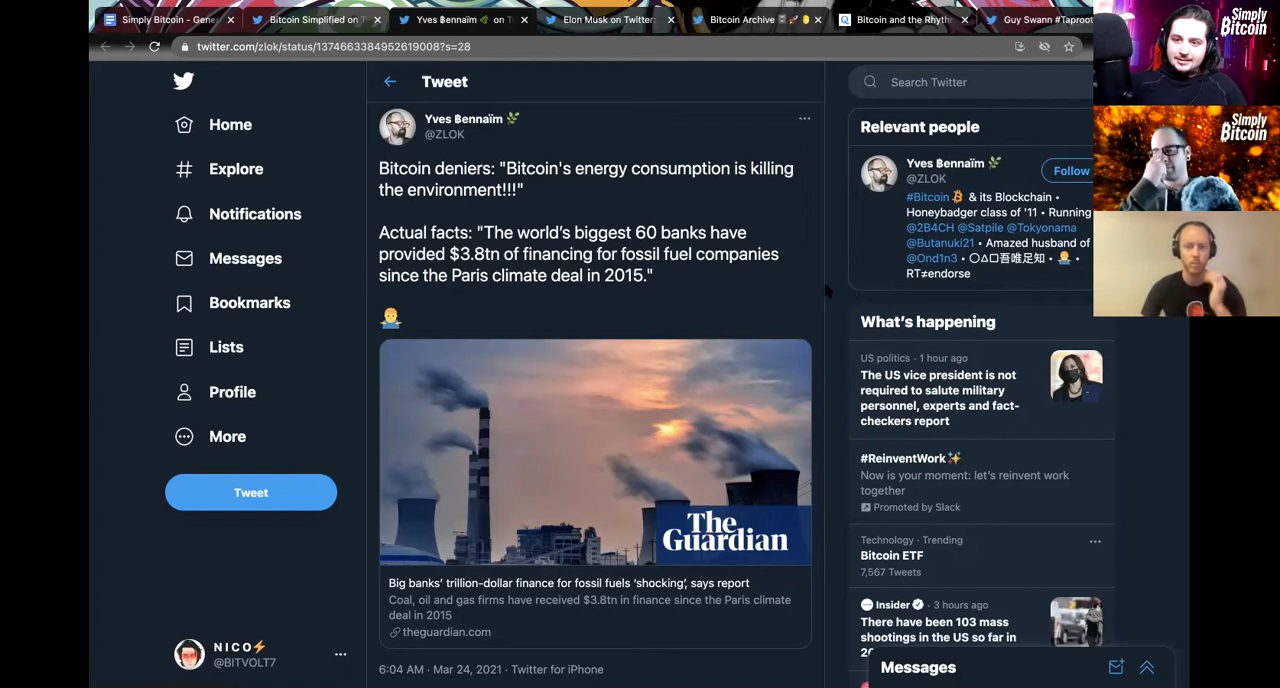 Simply Bitcoin - Gene
Bitcoin Simplified on T
Yves ₿ennaïm 🌿 on T
Elon Musk on Twitter:
Bitcoin Archive
Bitcoin and the Rhyth
Guy Swann #Taproot
twitter.com/zlok/status/1374663384952619008?s=28
Simply
Bitcoin
Simply
Bitcoin
Home
Explore
Notifications
Messages
Bookmarks
Lists
Profile
More
Tweet
NICO⚡
@BITVOLT7
Tweet
Yves ₿ennaïm 🌿
@ZLOK
Bitcoin deniers: "Bitcoin's energy consumption is killing
the environment!!!"
Actual facts: "The world's biggest 60 banks have
provided $3.8tn of financing for fossil fuel companies
since the Paris climate deal in 2015."
The
Guardian
Big banks' trillion-dollar finance for fossil fuels 'shocking', says report
Coal, oil and gas firms have received $3.8tn in finance since the Paris climate
deal in 2015
theguardian.com
6:04 AM · Mar 24, 2021 · Twitter for iPhone
Search Twitter
Relevant people
Yves ₿ennaïm 🌿
@ZLOK
Follow
#Bitcoin & its Blockchain •
Honeybadger class of '11 • Running
@2B4CH @Satpile @Tokyonama
@Butanuki21 • Amazed husband of
@Ond1n3 • 〇△口吾唯足知 •
RT≠endorse
What's happening
US politics · 1 hour ago
The US vice president is not
required to salute military
personnel, experts and fact-
checkers report
#ReinventWork✨
Now is your moment: let's reinvent work
together
Promoted by Slack
Technology · Trending
Bitcoin ETF
7,567 Tweets
Insider · 3 hours ago
There have been 103 mass
shootings in the US so far in
Messages